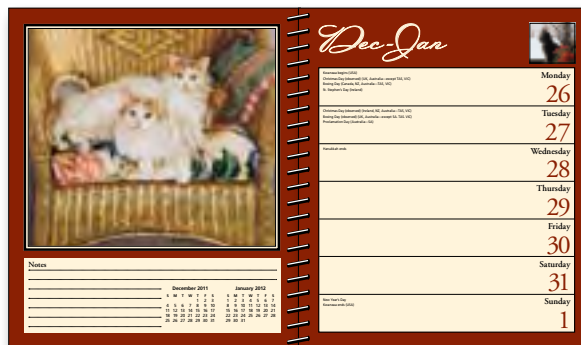 Notes
December 2011
S M T W T F S
1 2 3
4 5 6 7 8 9 10
11 12 13 14 15 16 17
18 19 20 21 22 23 24
25 26 27 28 29 30 31
January 2012
S M T W T F S
1 2 3 4 5 6 7
8 9 10 11 12 13 14
15 16 17 18 19 20 21
22 23 24 25 26 27 28
29 30 31
Dec-Jan
Kwanzaa begins (USA)
Christmas Day (observed) (UK, Australia—except TAS, VIC)
Boxing Day (Canada, NZ, Australia—TAS, VIC)
St. Stephen's Day (Ireland)
Monday
26
Christmas Day (observed) (Ireland, NZ, Australia—TAS, VIC)
Boxing Day (observed) (UK, Australia—except SA, TAS, VIC)
Proclamation Day (Australia—SA)
Tuesday
27
Hanukkah ends
Wednesday
28
Thursday
29
Friday
30
Saturday
31
New Year's Day
Kwanzaa ends (USA)
Sunday
1